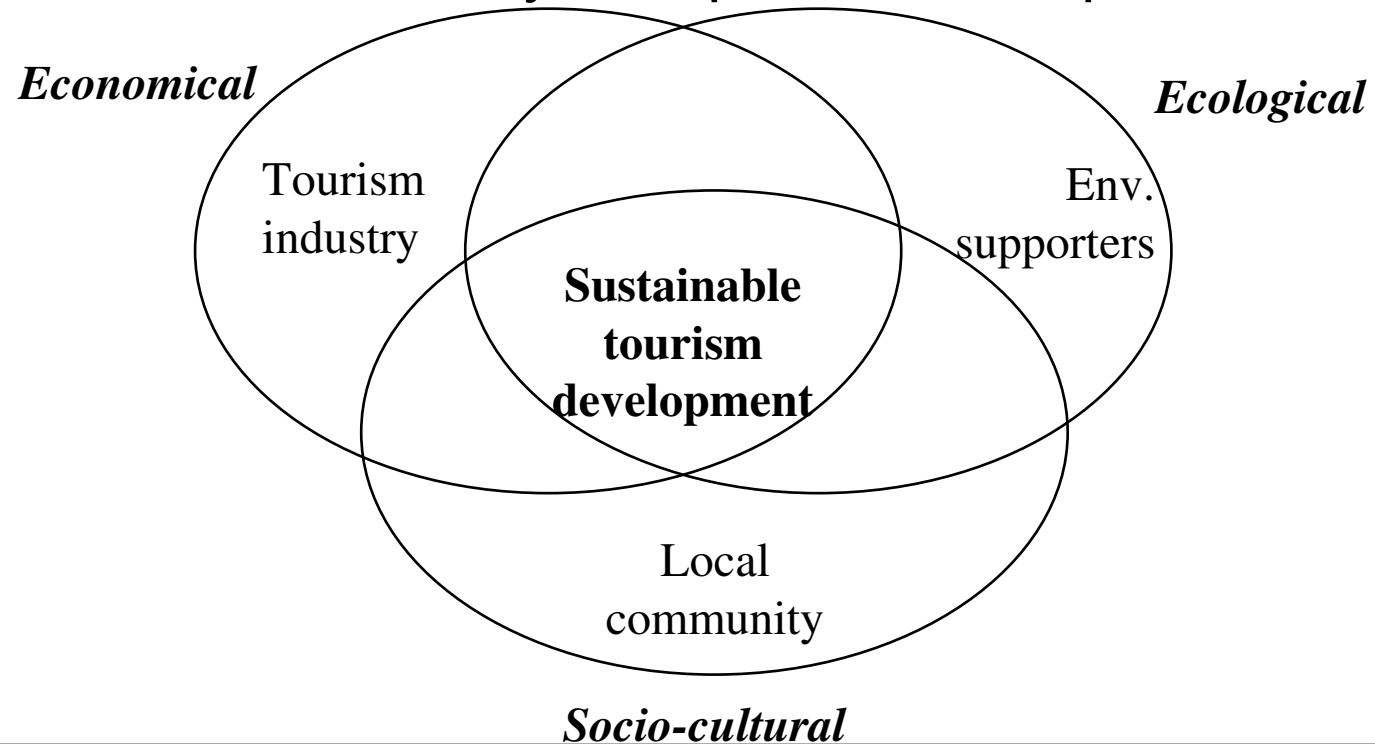 Economical
Ecological
Tourism
industry
Env.
supporters
Sustainable
tourism
development
Local
community
Socio-cultural